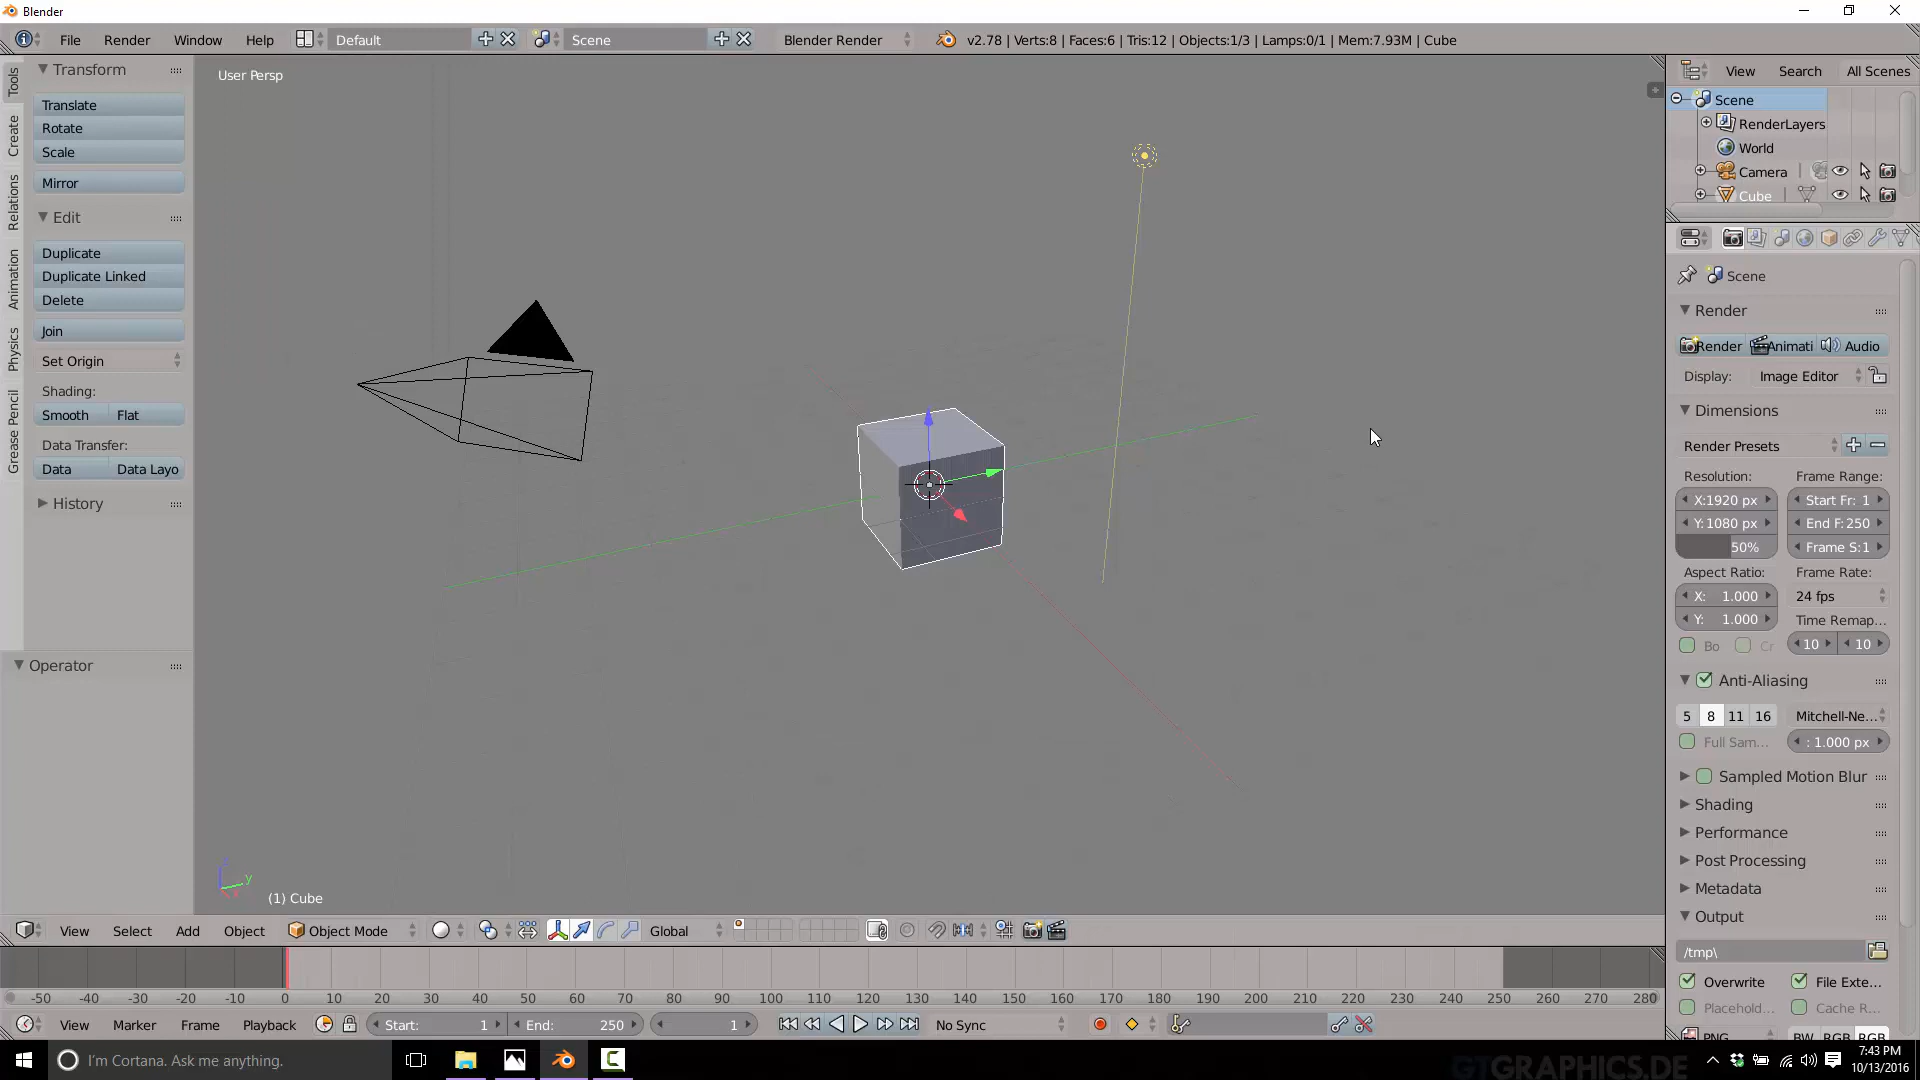 Blender
File Render Window Help Default Scene Blender Render v2.78 | Verts:8 | Faces:6 | Tris:12 | Objects:1/3 | Lamps:0/1 | Mem:7.93M | Cube
Tools
Create
Relations
Animation
Physics
Grease Pencil
Transform
Translate
Rotate
Scale
Mirror
Edit
Duplicate
Duplicate Linked
Delete
Join
Set Origin
Shading:
Smooth Flat
Data Transfer:
Data Data Layo
History
Operator
User Persp
y
(1) Cube
View Select Add Object Object Mode Global
-50 -40 -30 -20 -10 0 10 20 30 40 50 60 70 80 90 100 110 120 130 140 150 160 170 180 190 200 210 220 230 240 250 260 270 280
View Marker Frame Playback Start: 1 End: 250 1 No Sync
View Search All Scenes
Scene
RenderLayers
World
Camera
Cube
Scene
Render
Render Animati Audio
Display: Image Editor
Dimensions
Render Presets
Resolution: Frame Range:
X:1920 px Start Fr: 1
Y:1080 px End F:250
50% Frame S:1
Aspect Ratio: Frame Rate:
X: 1.000 24 fps
Y: 1.000 Time Remap...
Bo Cr 10 10
Anti-Aliasing
5 8 11 16 Mitchell-Ne...
Full Sam... : 1.000 px
Sampled Motion Blur
Shading
Performance
Post Processing
Metadata
Output
/tmp\
Overwrite File Exte...
Placehold... Cache R...
PNG BW RGB RGB
I'm Cortana. Ask me anything.
GTGRAPHICS.DE
7:43 PM
10/13/2016